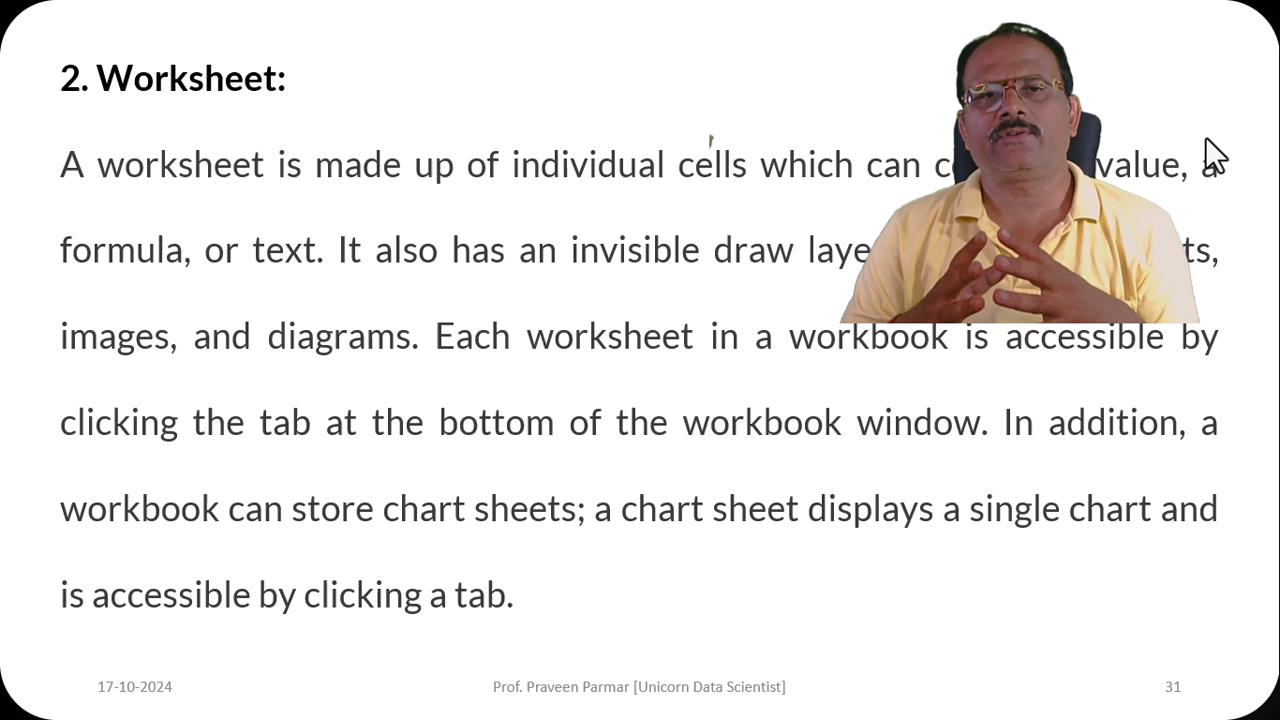 2. Worksheet:
A worksheet is made up of individual cells which can value, a
formula, or text. It also has an invisible draw
images, and diagrams. Each worksheet in a workbook is accessible by
clicking the tab at the bottom of the workbook window. In addition, a
workbook can store chart sheets; a chart sheet displays a single chart and
is accessible by clicking a tab.
17-10-2024 Prof. Praveen Parmar [Unicorn Data Scientist] 31